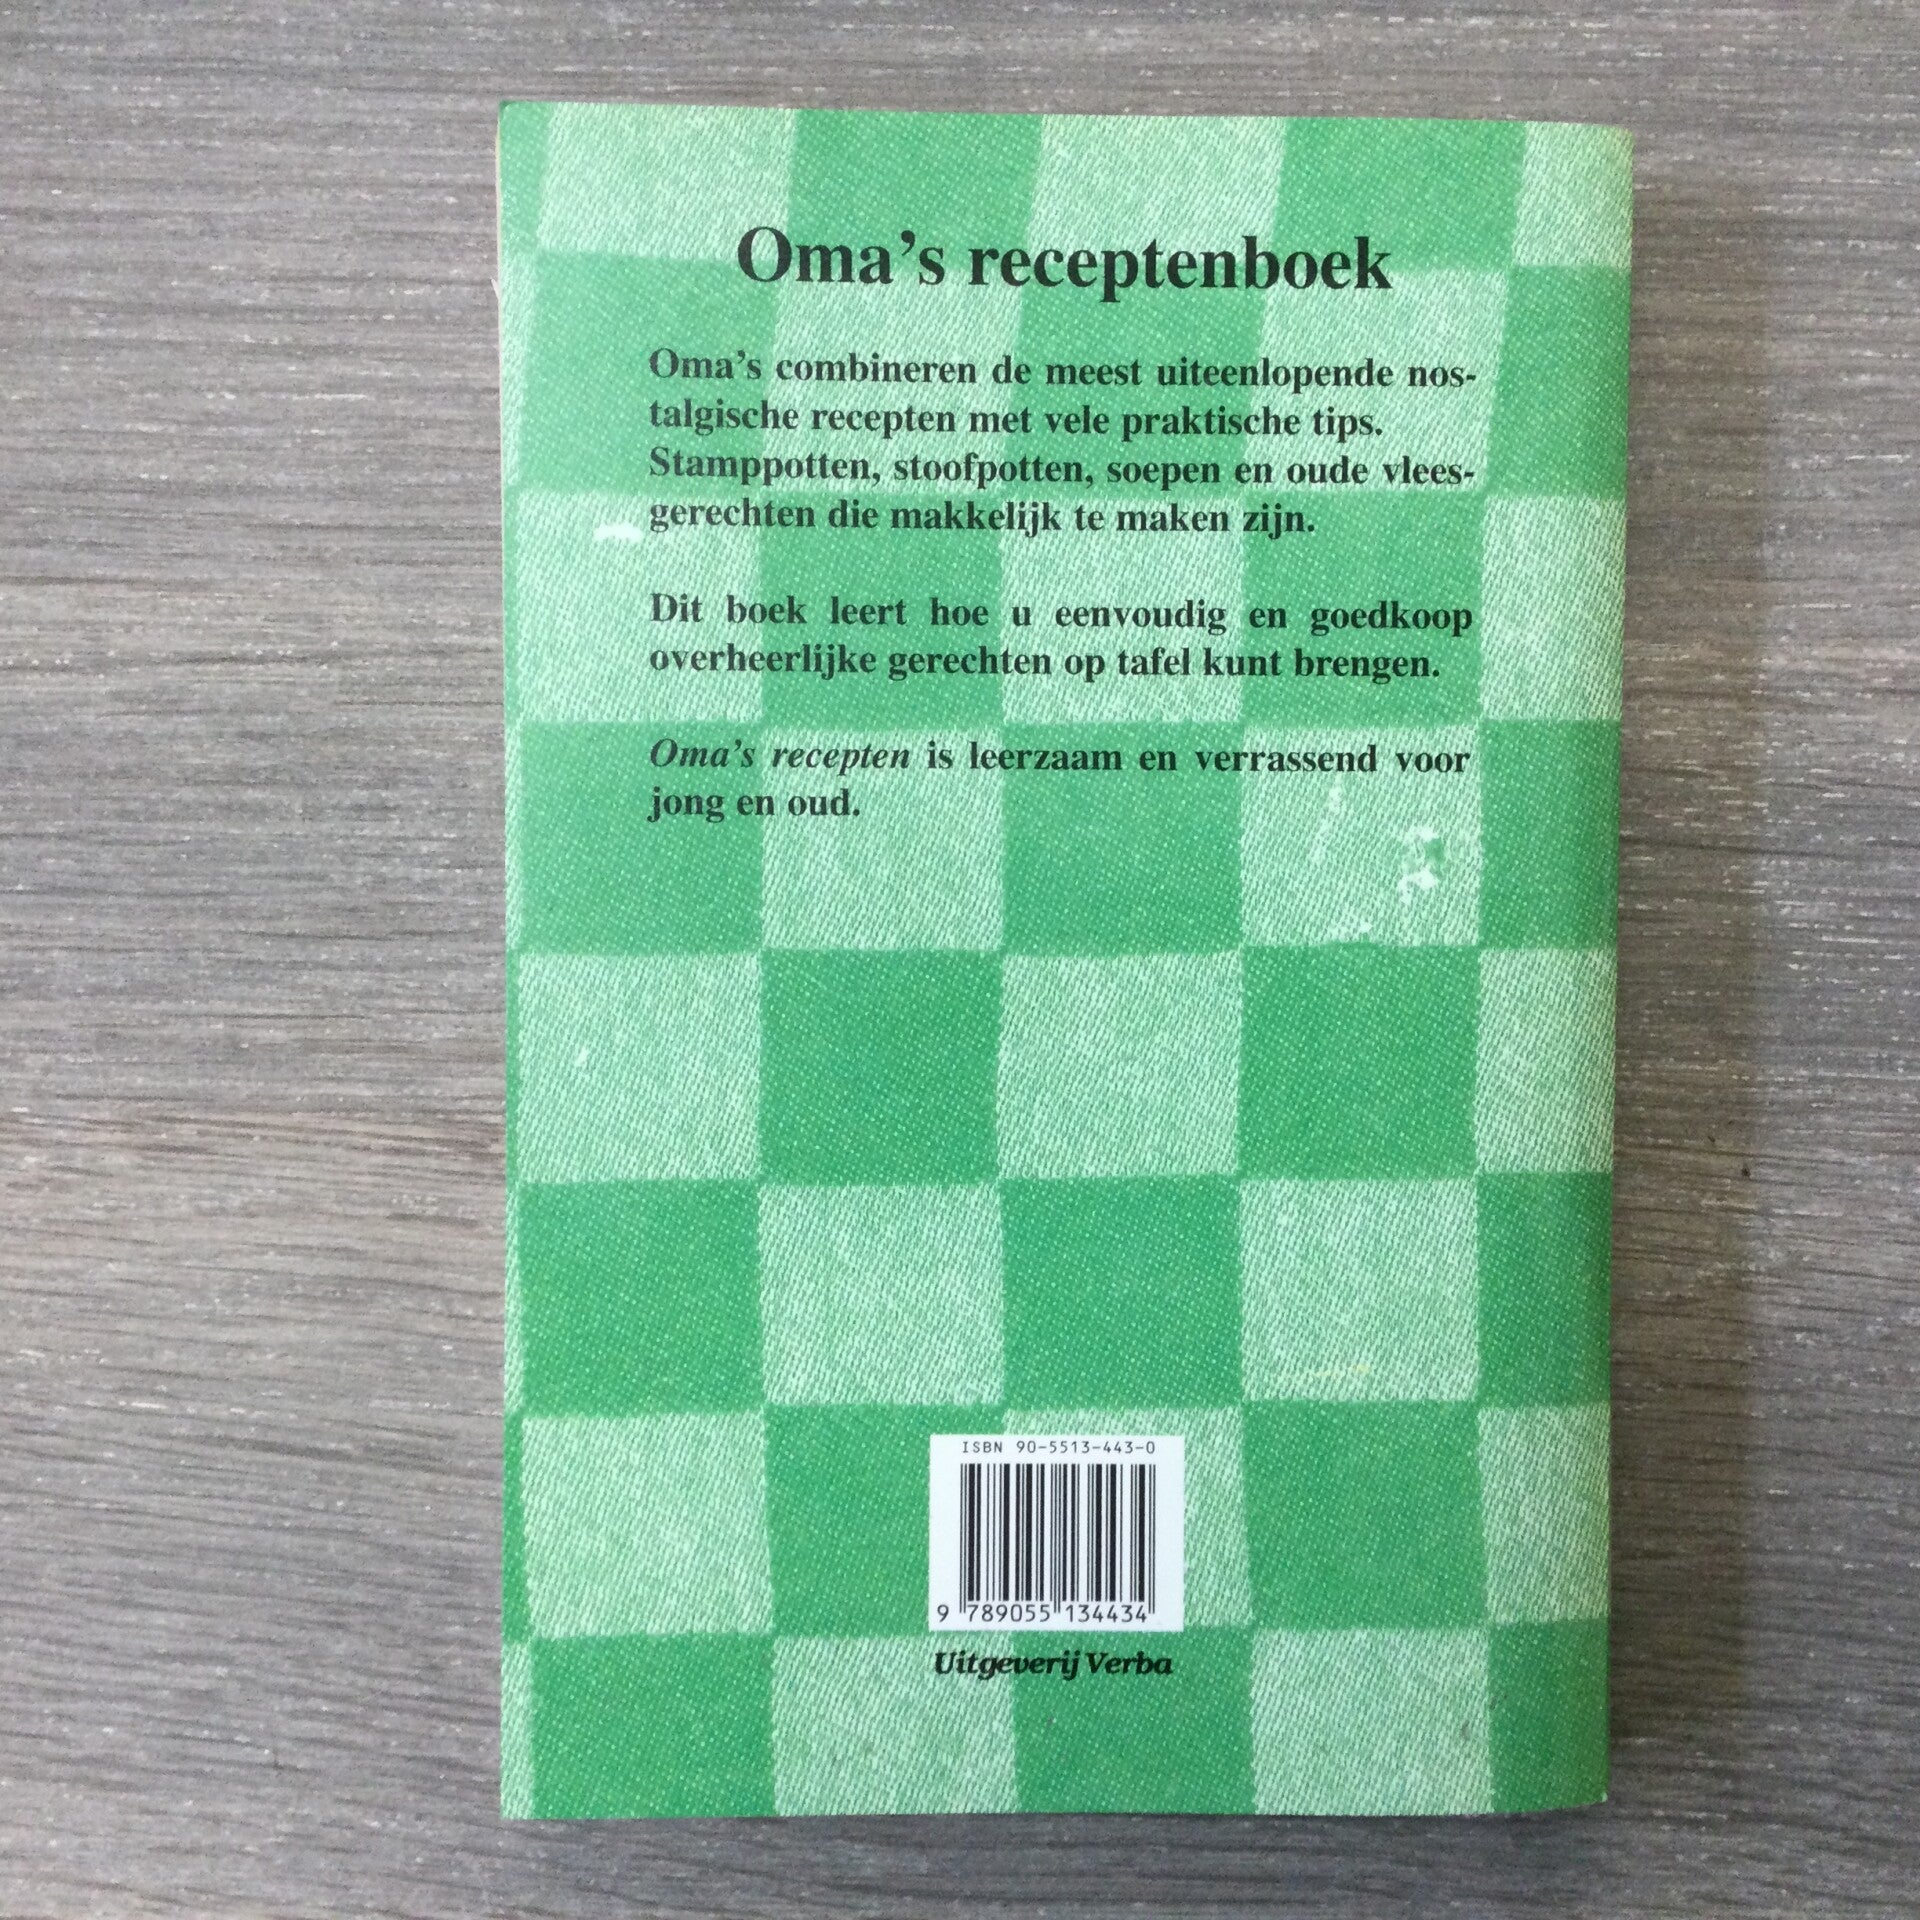 Oma's receptenboek
Oma's combineren de meest uiteenlopende nos-
talgische recepten met vele praktische tips.
Stamppotten, stoofpotten, soepen en oude vlees-
gerechten die makkelijk te maken zijn.
Dit boek leert hoe u eenvoudig en goedkoop
overheerlijke gerechten op tafel kunt brengen.
Oma's recepten is leerzaam en verrassend voor
jong en oud.
ISBN 90-5513-443-0
9 789055 134434
Uitgeverij Verba